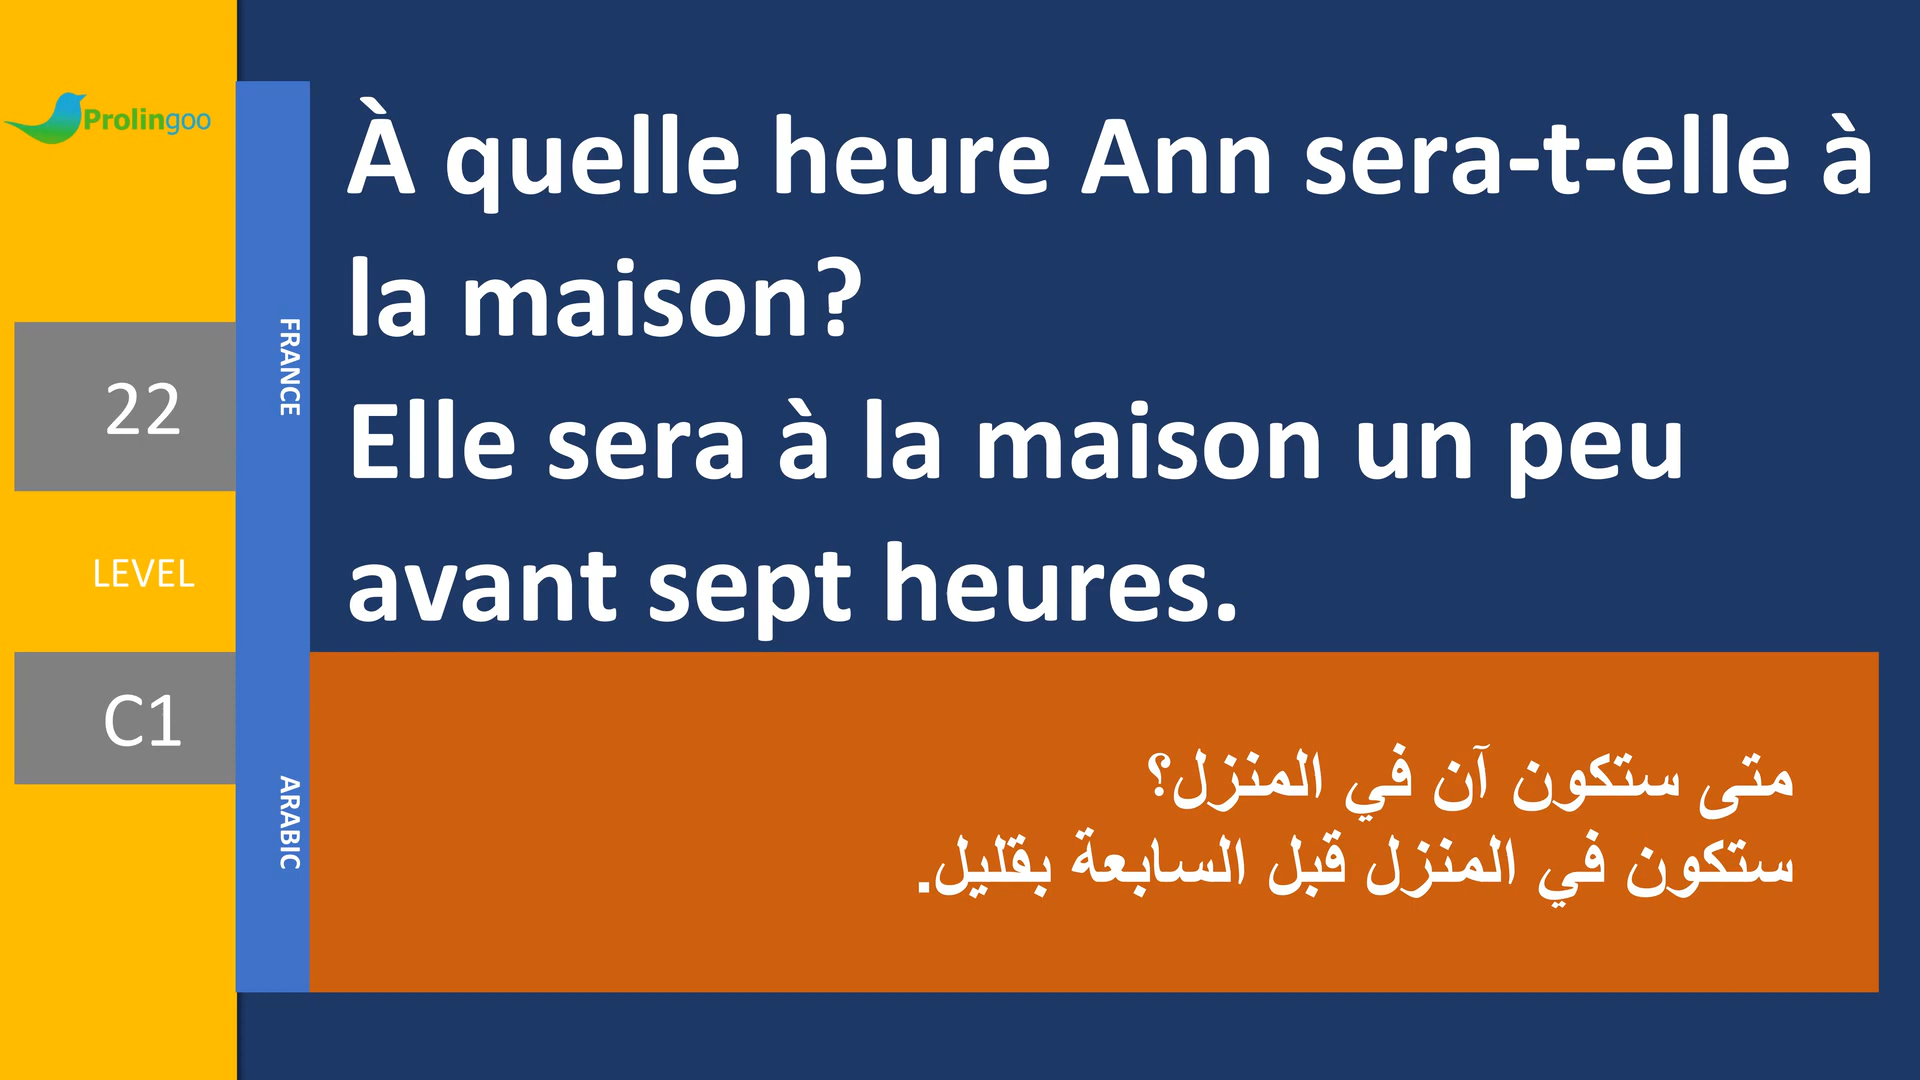 Prolingoo
22
LEVEL
C1
FRANCE
ARABIC
À quelle heure Ann sera-t-elle à
la maison?
Elle sera à la maison un peu
avant sept heures.
متى ستكون آن في المنزل؟
ستكون في المنزل قبل السابعة بقليل.